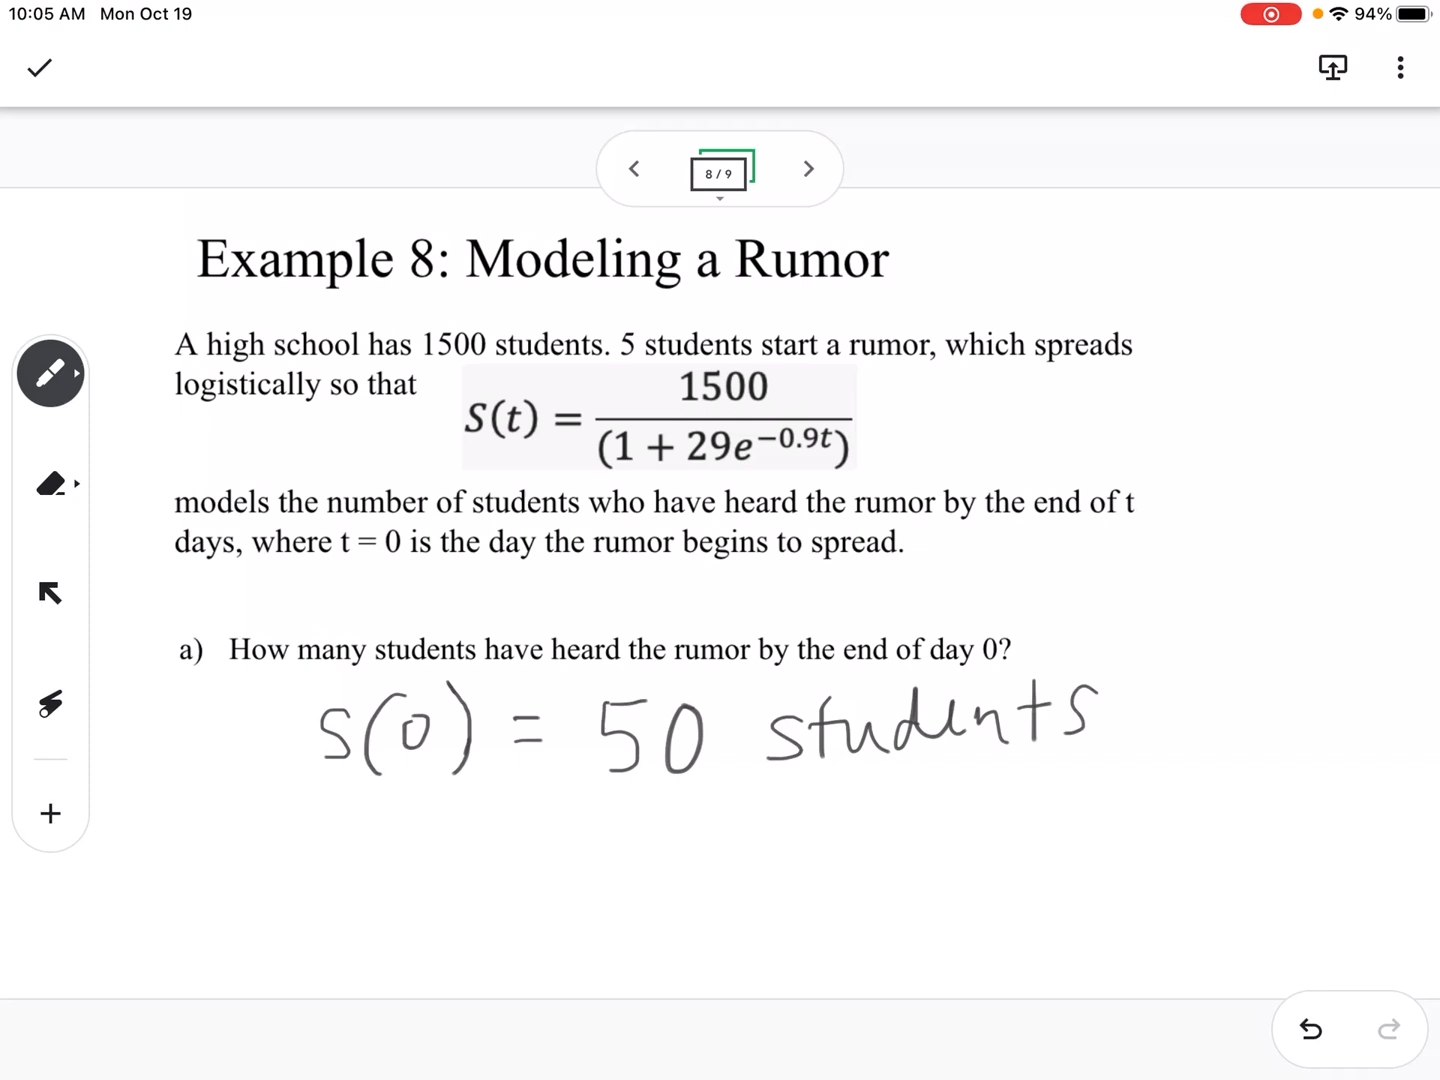 10:05 AM Mon Oct 19
94%
8 / 9
Example 8: Modeling a Rumor
A high school has 1500 students. 5 students start a rumor, which spreads
logistically so that
S(t) = 1500 / (1 + 29e^{-0.9t})
models the number of students who have heard the rumor by the end of t
days, where t = 0 is the day the rumor begins to spread.
a) How many students have heard the rumor by the end of day 0?
S(0) = 50 students